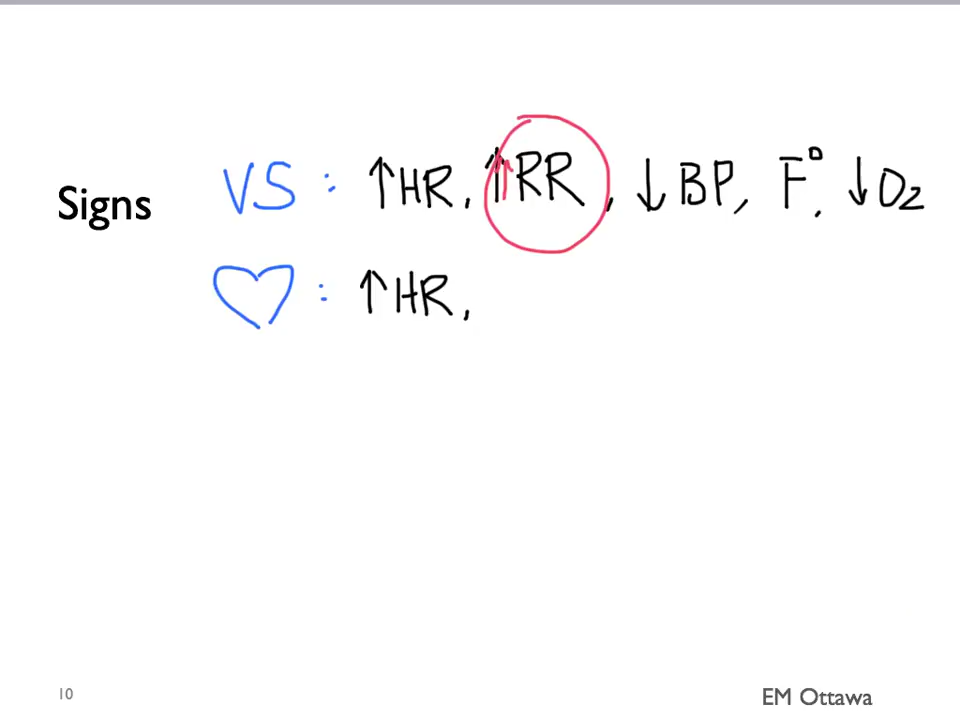 Signs VS : ↑HR, ↑RR, ↓BP, F°, ↓O2
♡ : ↑HR,
10
EM Ottawa